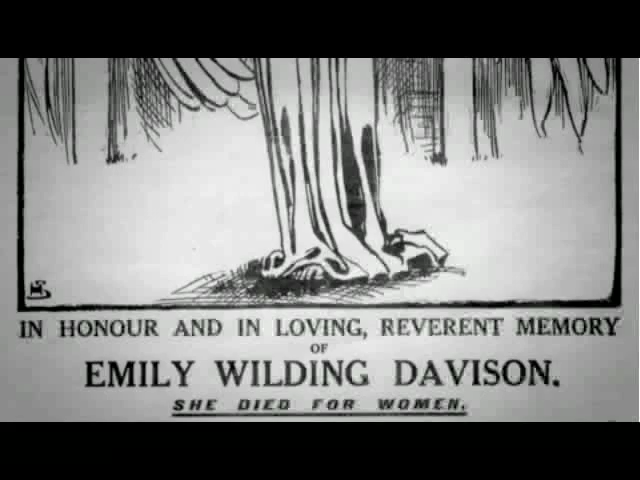 IN HONOUR AND IN LOVING, REVERENT MEMORY
OF
EMILY WILDING DAVISON.
SHE DIED FOR WOMEN.